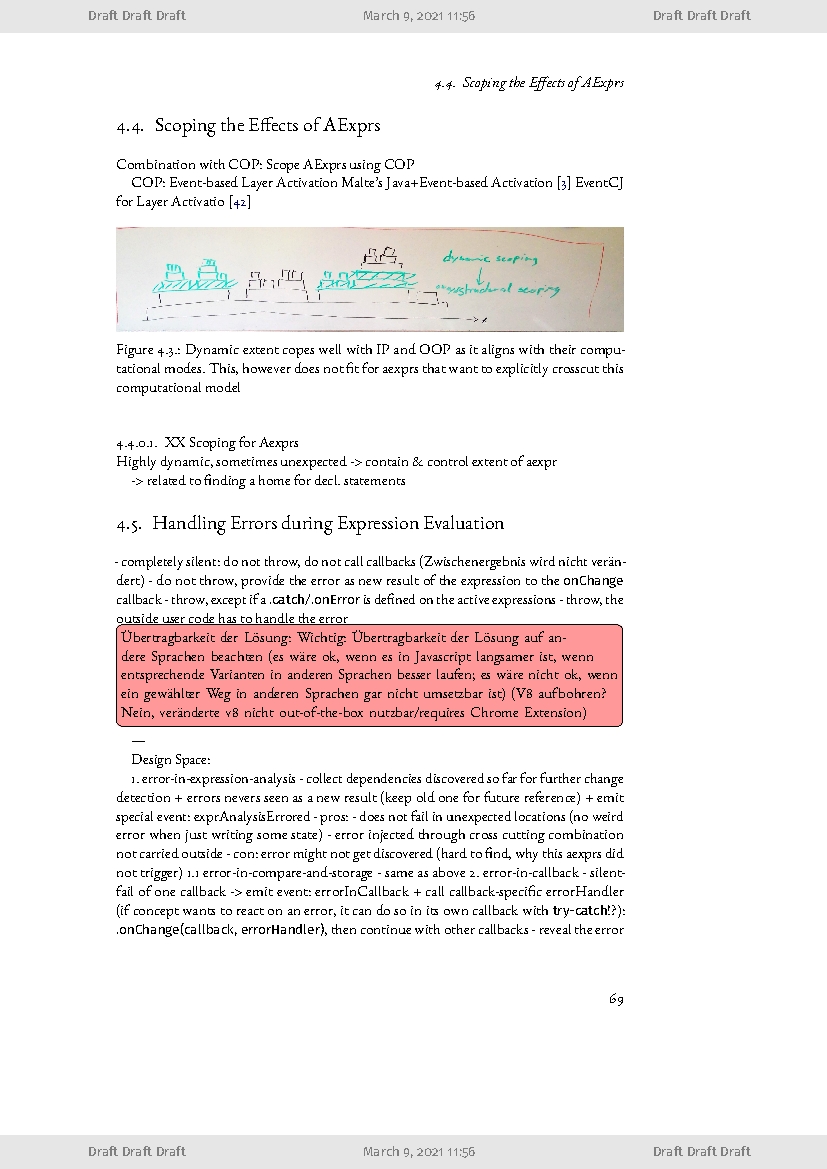 Draft Draft Draft March 9, 2021 11:56 Draft Draft Draft
4.4. Scoping the Effects of AExprs
4.4. Scoping the Effects of AExprs
Combination with COP: Scope AExprs using COP
COP: Event-based Layer Activation Malte's Java+Event-based Activation [3] EventCJ
for Layer Activatio [42]
dynamic scoping
structural scoping
Figure 4.3.: Dynamic extent copes well with IP and OOP as it aligns with their compu-
tational modes. This, however does not fit for aexprs that want to explicitly crosscut this
computational model
4.4.0.1. XX Scoping for Aexprs
Highly dynamic, sometimes unexpected -> contain & control extent of aexpr
-> related to finding a home for decl. statements
4.5. Handling Errors during Expression Evaluation
- completely silent: do not throw, do not call callbacks (Zwischenergebnis wird nicht verän-
dert) - do not throw, provide the error as new result of the expression to the onChange
callback - throw, except if a .catch/.onError is defined on the active expressions - throw, the
outside user code has to handle the error
Übertragbarkeit der Lösung: Wichtig: Übertragbarkeit der Lösung auf an-
dere Sprachen beachten (es wäre ok, wenn es in Javascript langsamer ist, wenn
entsprechende Varianten in anderen Sprachen besser laufen; es wäre nicht ok, wenn
ein gewählter Weg in anderen Sprachen gar nicht umsetzbar ist) (V8 aufbohren?
Nein, veränderte v8 nicht out-of-the-box nutzbar/requires Chrome Extension)
—
Design Space:
1. error-in-expression-analysis - collect dependencies discovered so far for further change
detection + errors nevers seen as a new result (keep old one for future reference) + emit
special event: exprAnalysisErrored - pros: - does not fail in unexpected locations (no weird
error when just writing some state) - error injected through cross cutting combination
not carried outside - con: error might not get discovered (hard to find, why this aexprs did
not trigger) 1.1 error-in-compare-and-storage - same as above 2. error-in-callback - silent-
fail of one callback -> emit event: errorInCallback + call callback-specific errorHandler
(if concept wants to react on an error, it can do so in its own callback with try-catch!?):
.onChange(callback, errorHandler), then continue with other callbacks - reveal the error
69
Draft Draft Draft March 9, 2021 11:56 Draft Draft Draft